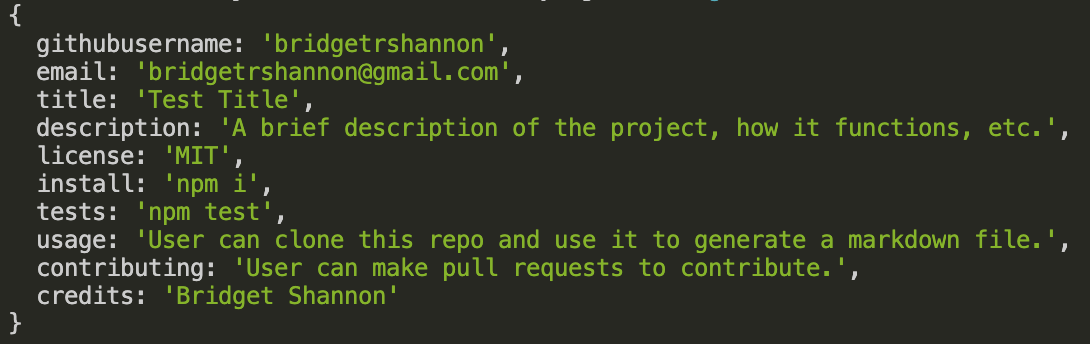 {
  githubusername: 'bridgetrshannon',
  email: 'bridgetrshannon@gmail.com',
  title: 'Test Title',
  description: 'A brief description of the project, how it functions, etc.',
  license: 'MIT',
  install: 'npm i',
  tests: 'npm test',
  usage: 'User can clone this repo and use it to generate a markdown file.',
  contributing: 'User can make pull requests to contribute.',
  credits: 'Bridget Shannon'
}